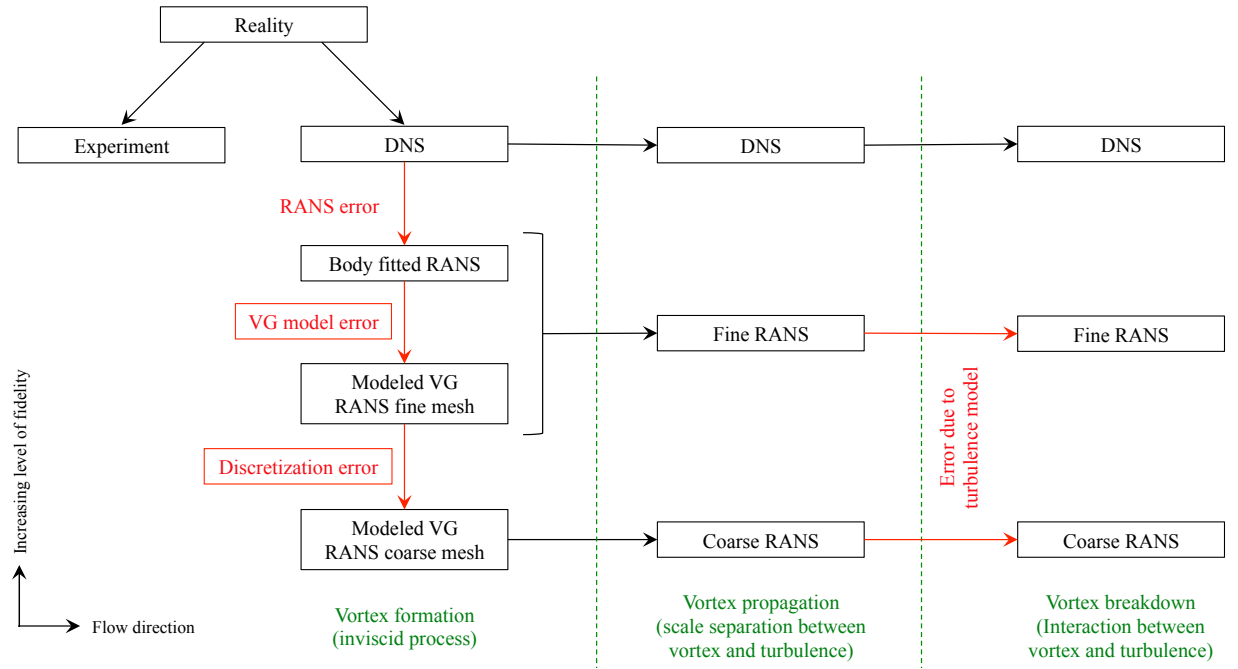 Reality
Experiment
DNS
DNS
DNS
RANS error
Body fitted RANS
VG model error
Fine RANS
Fine RANS
Modeled VG
RANS fine mesh
Error due to
turbulence model
Discretization error
Modeled VG
RANS coarse mesh
Coarse RANS
Coarse RANS
Increasing level of fidelity
Flow direction
Vortex formation
(inviscid process)
Vortex propagation
(scale separation between
vortex and turbulence)
Vortex breakdown
(Interaction between
vortex and turbulence)